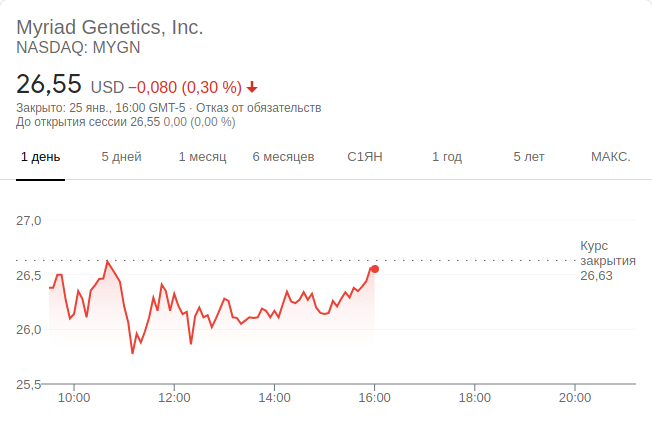 Myriad Genetics, Inc.
NASDAQ: MYGN
26,55 USD −0,080 (0,30 %)
Закрыто: 25 янв., 16:00 GMT-5 · Отказ от обязательств
До открытия сессии 26,55 0,00 (0,00 %)
1 день 5 дней 1 месяц 6 месяцев С1ЯН 1 год 5 лет МАКС.
27,0
Курс
закрытия
26,63
26,5
26,0
25,5
10:00 12:00 14:00 16:00 18:00 20:00